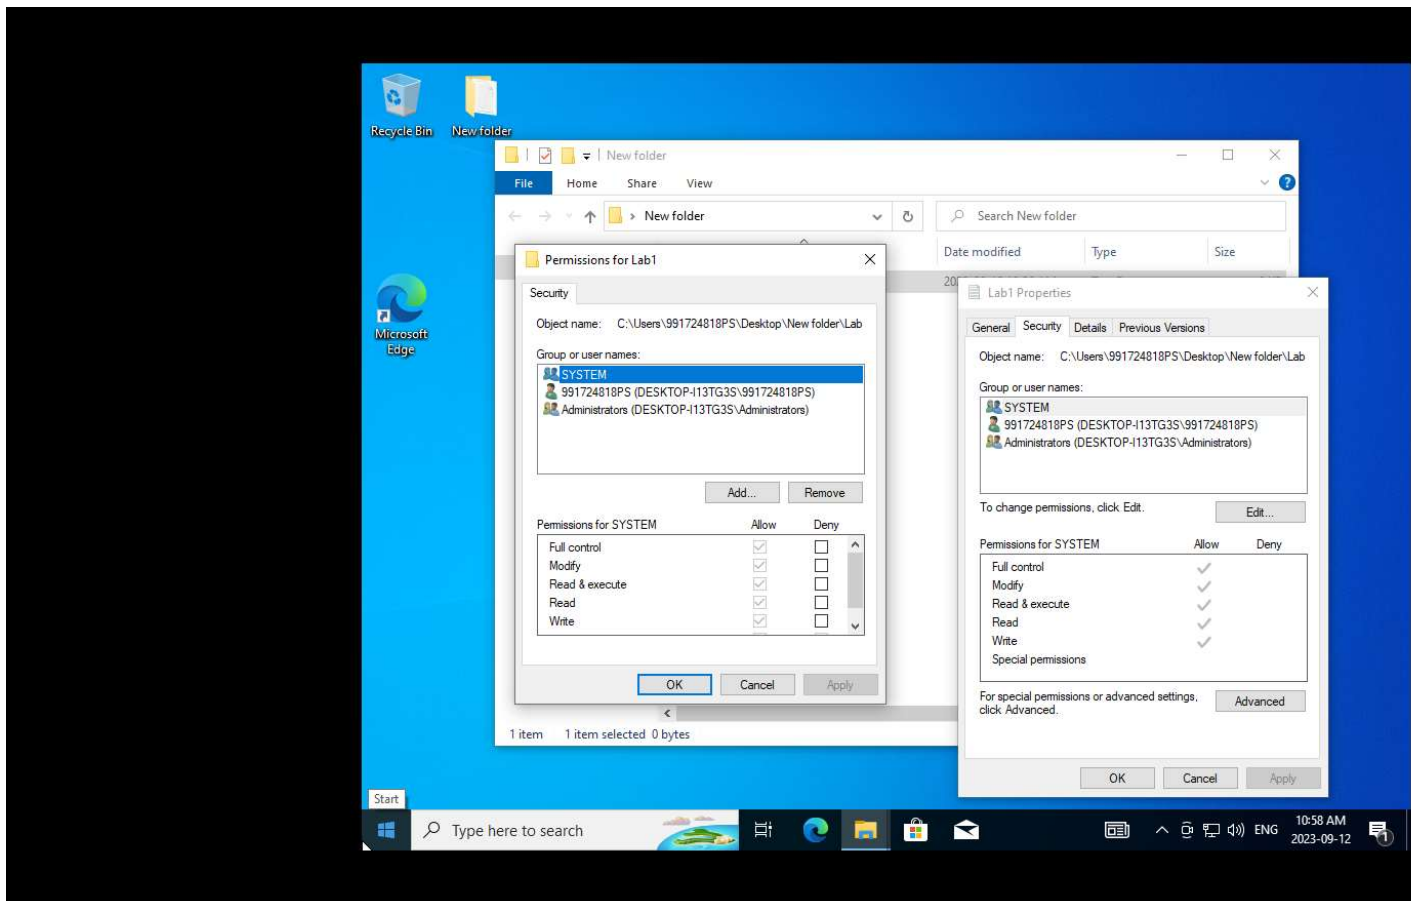 Recycle Bin
New folder
Microsoft
Edge
New folder
File Home Share View
New folder
Search New folder
Date modified Type Size
Permissions for Lab1
Security
Object name: C:\Users\991724818PS\Desktop\New folder\Lab
Group or user names:
SYSTEM
991724818PS (DESKTOP-I13TG3S\991724818PS)
Administrators (DESKTOP-I13TG3S\Administrators)
Add... Remove
Permissions for SYSTEM Allow Deny
Full control
Modify
Read & execute
Read
Write
OK Cancel Apply
1 item 1 item selected 0 bytes
Lab1 Properties
General Security Details Previous Versions
Object name: C:\Users\991724818PS\Desktop\New folder\Lab
Group or user names:
SYSTEM
991724818PS (DESKTOP-I13TG3S\991724818PS)
Administrators (DESKTOP-I13TG3S\Administrators)
To change permissions, click Edit.
Edit...
Permissions for SYSTEM Allow Deny
Full control
Modify
Read & execute
Read
Write
Special permissions
For special permissions or advanced settings,
click Advanced.
Advanced
OK Cancel Apply
Start
Type here to search
ENG
10:58 AM
2023-09-12
1